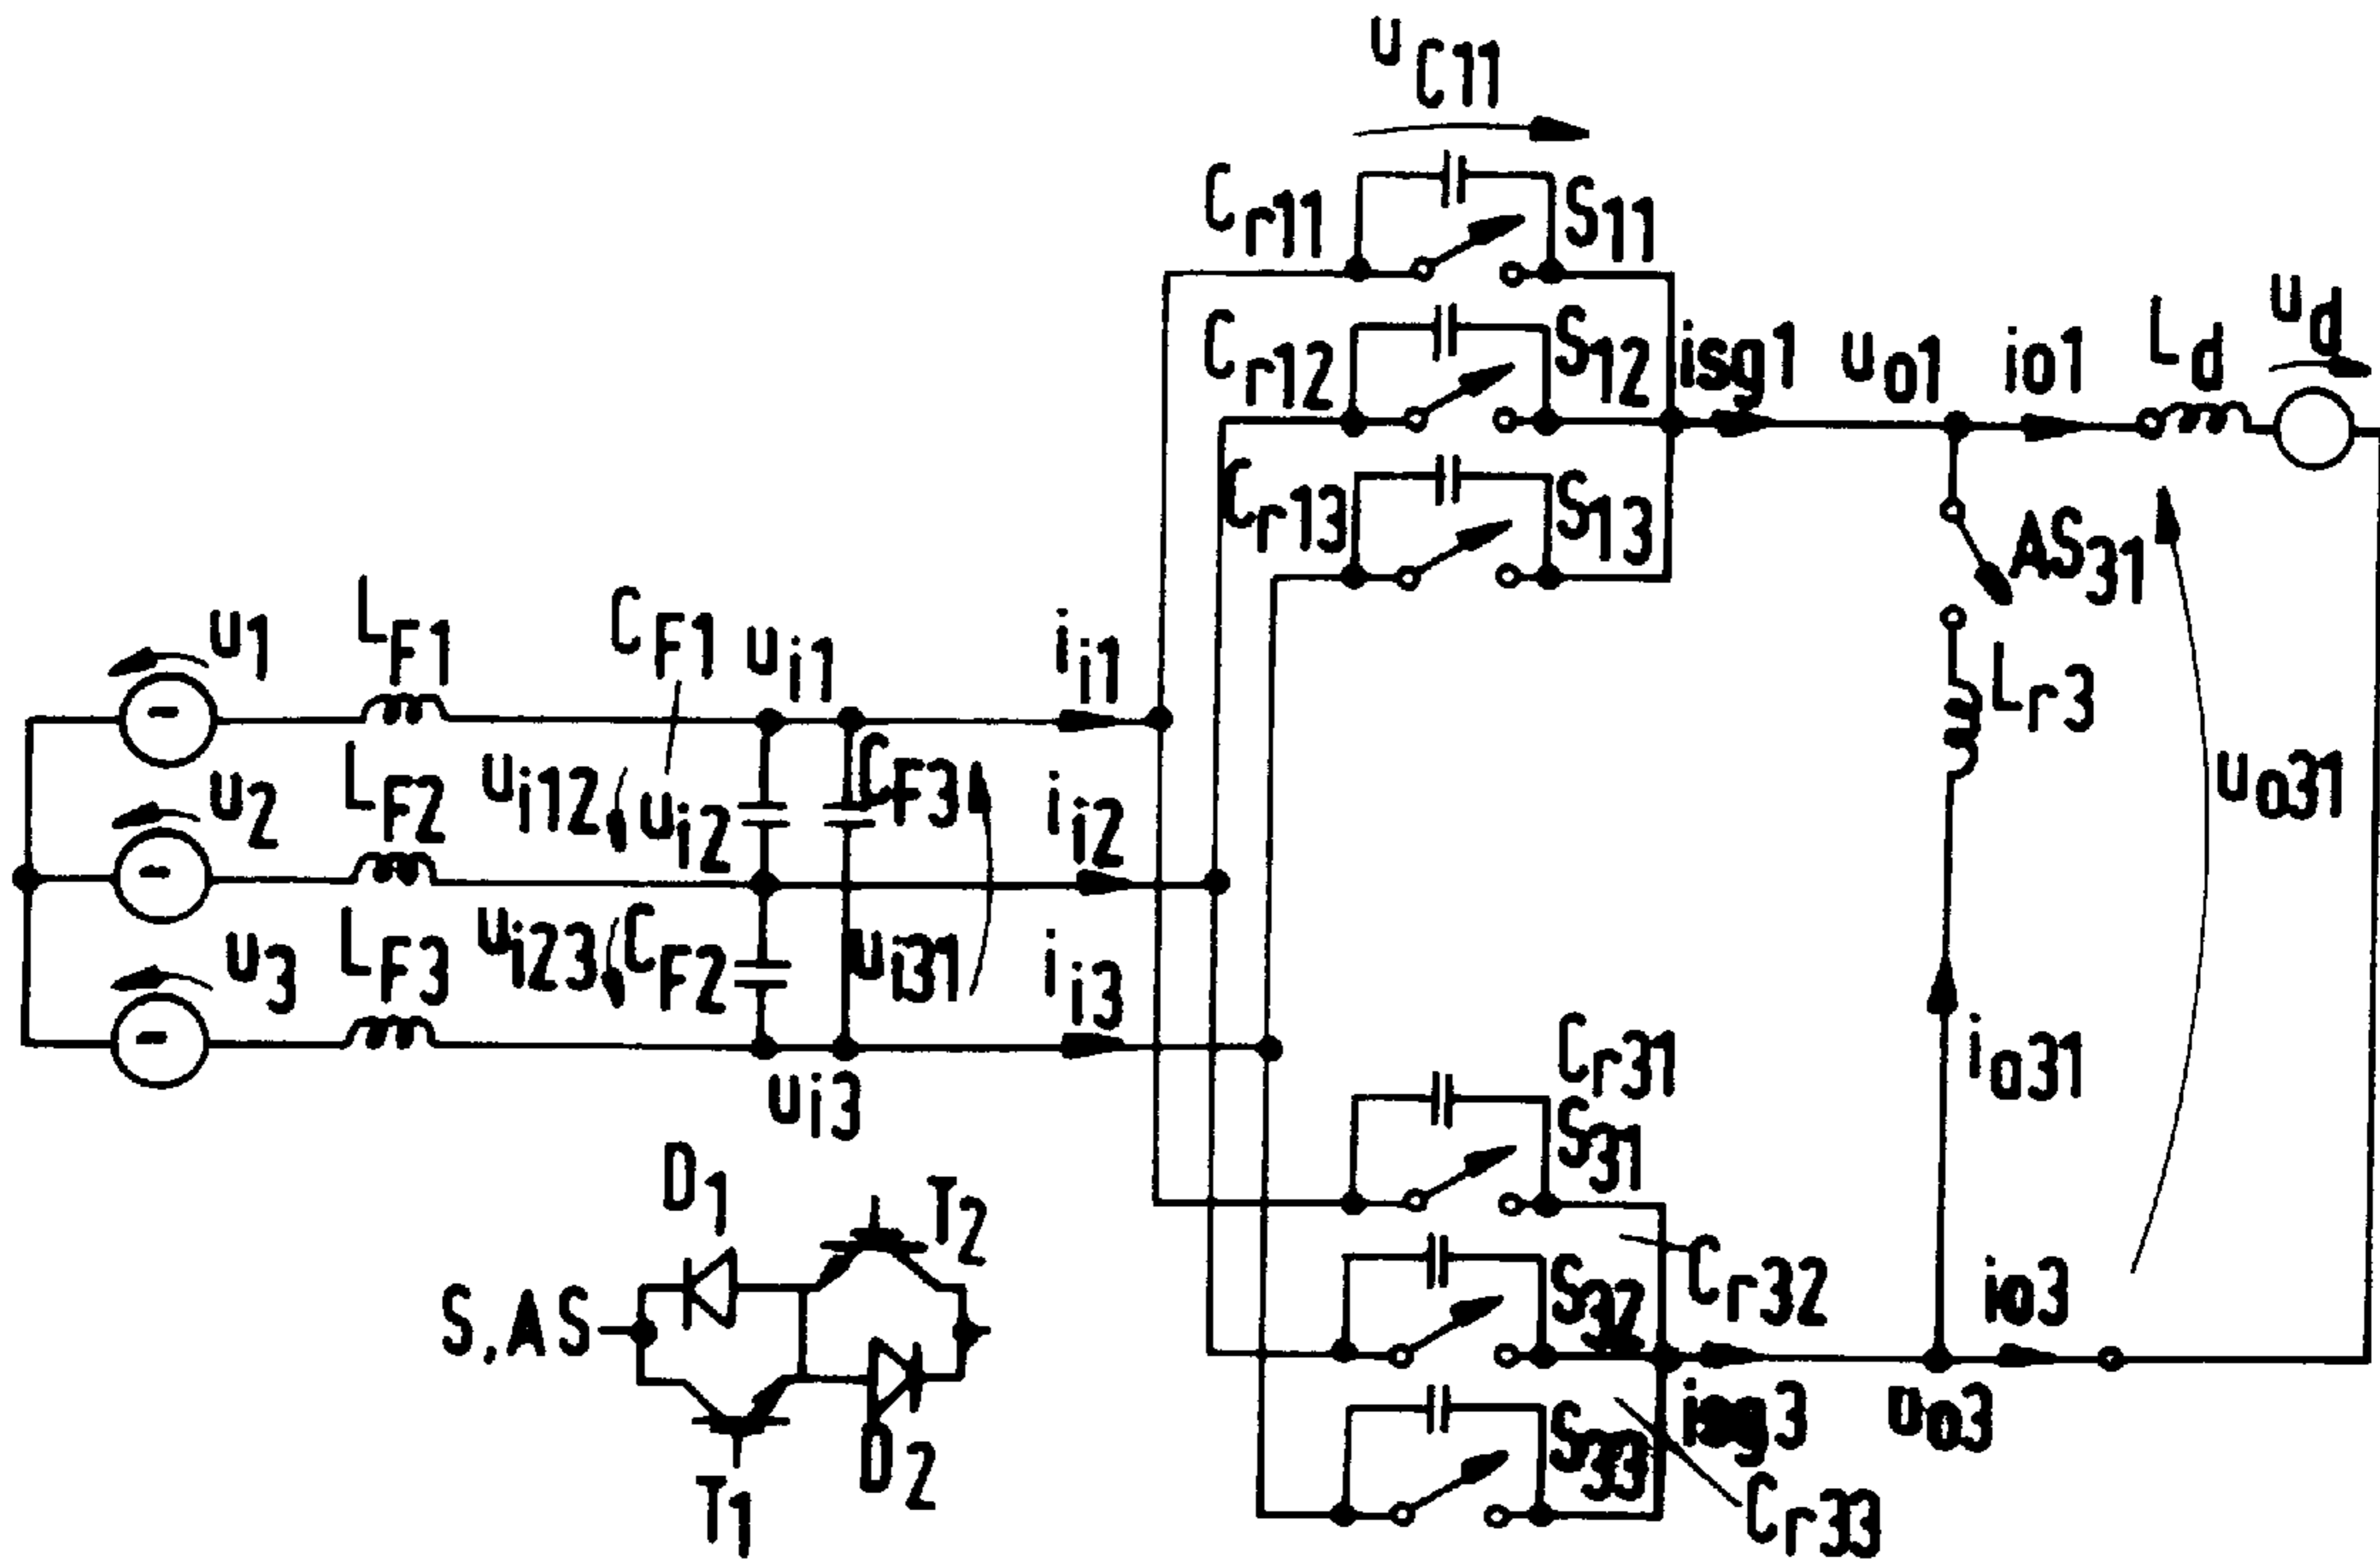 uC11
Cr11
S11
Cr12
S12
isg1
uo1
io1
Ld
ud
Cr13
S13
AS31
u1
LF1
CF1
ui1
ii1
Lr3
u2
LF2
ui12
ui2
CF3
ii2
uo31
u3
LF3
ui23
CF2
ui31
ii3
ui3
Cr31
S31
io31
D1
T2
S,AS
S32
Cr32
io3
T1
D2
S33
uo3
Cr33